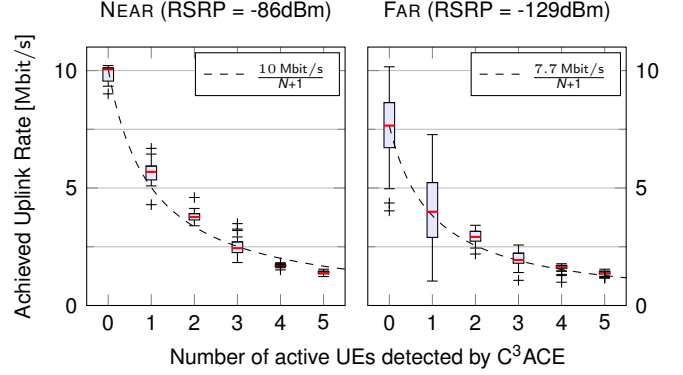 NEAR (RSRP = -86dBm)
FAR (RSRP = -129dBm)
Achieved Uplink Rate [Mbit/s]
10
5
0
10 Mbit/s
N+1
7.7 Mbit/s
N+1
10
5
0
0 1 2 3 4 5
0 1 2 3 4 5
Number of active UEs detected by C³ACE